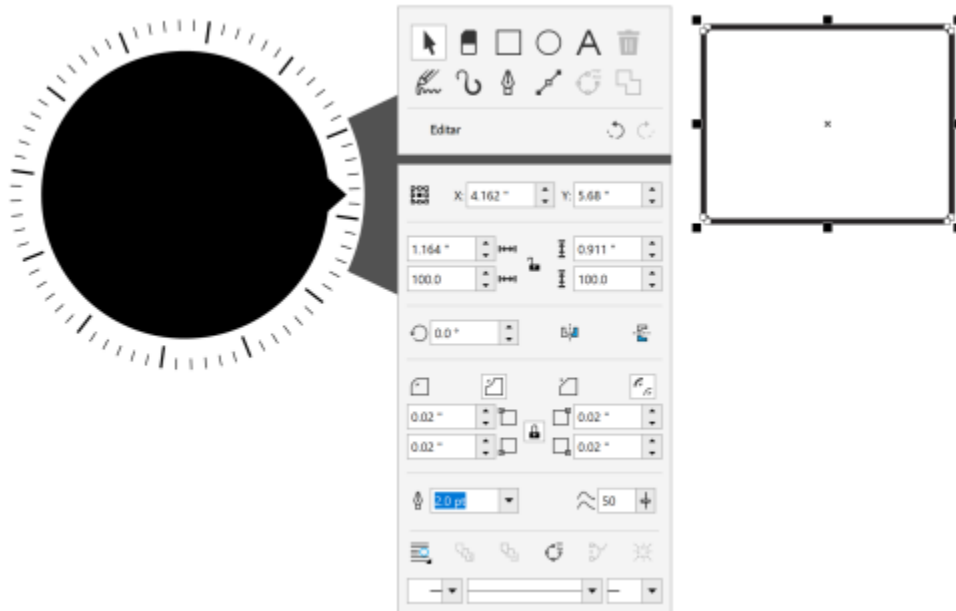 A
Editar
X: 4.162 " Y: 5.68 "
1.164 " 0.911 "
100.0 100.0
0.0 °
0.02 " 0.02 "
0.02 " 0.02 "
2.0 pt 50